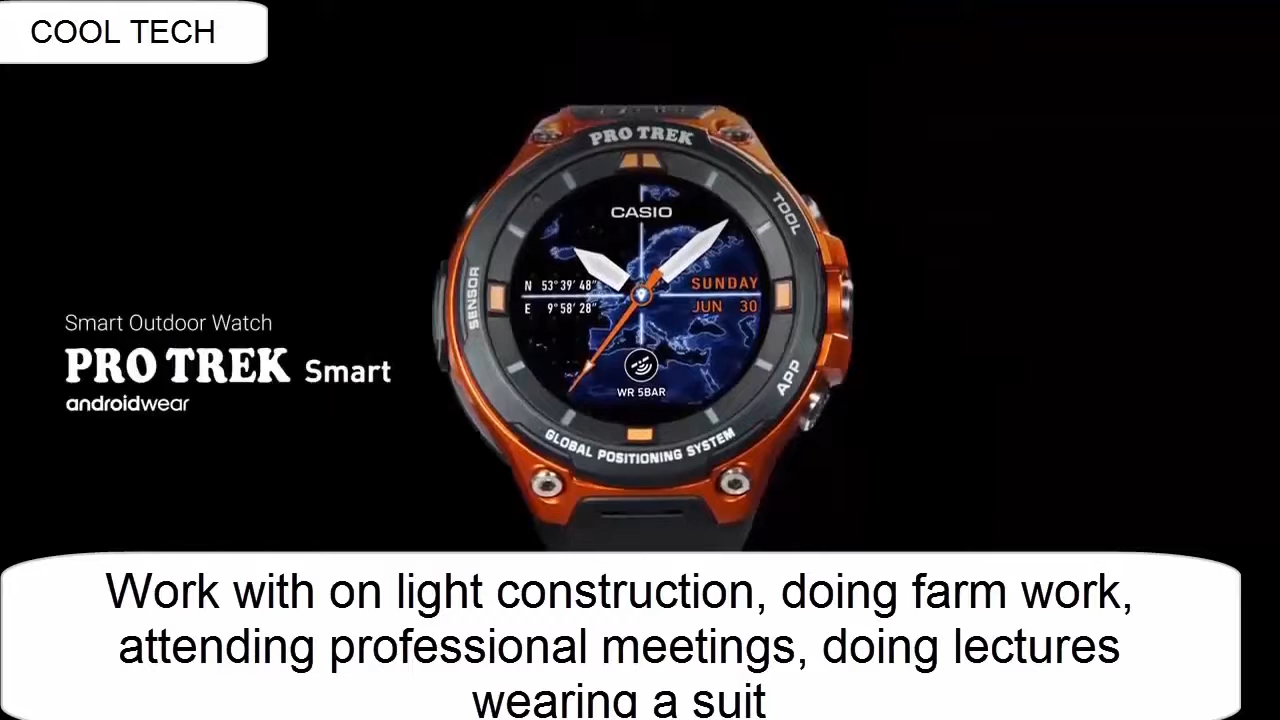 COOL TECH
PRO TREK
TOOL
CASIO
SENSOR
N 53°39'48"
E 9°58'28"
SUNDAY
JUN 30
WR 5BAR
APP
GLOBAL POSITIONING SYSTEM
Smart Outdoor Watch
PRO TREK Smart
androidwear
Work with on light construction, doing farm work,
attending professional meetings, doing lectures
wearing a suit